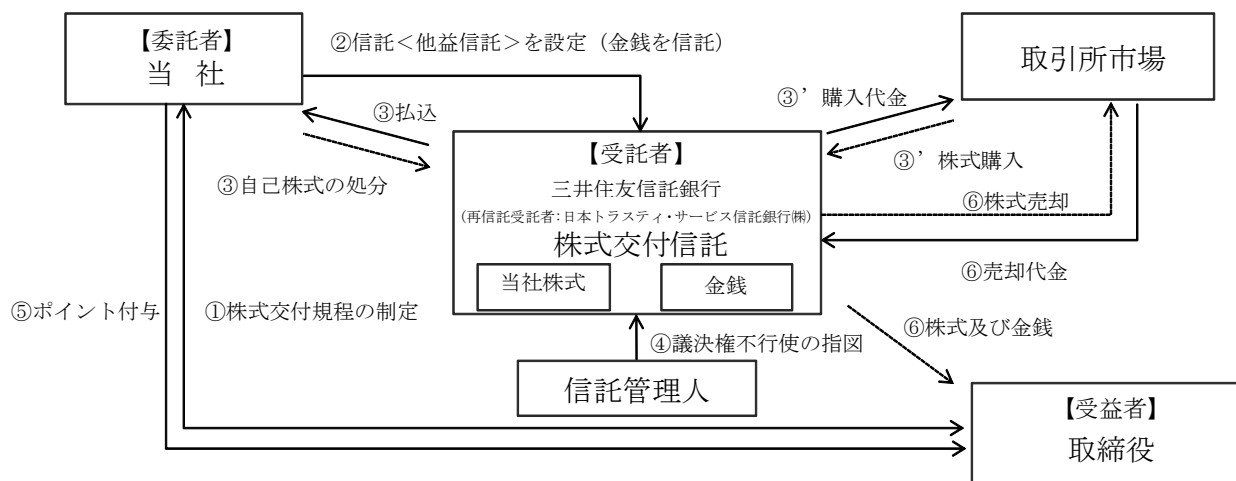 【委託者】
当 社
②信託<他益信託>を設定(金銭を信託)
取引所市場
③払込
③’購入代金
【受託者】
③自己株式の処分
三井住友信託銀行
③’株式購入
(再信託受託者:日本トラスティ・サービス信託銀行㈱)
⑥株式売却
株式交付信託
当社株式
金銭
⑥売却代金
⑤ポイント付与
①株式交付規程の制定
⑥株式及び金銭
④議決権不行使の指図
信託管理人
【受益者】
取締役